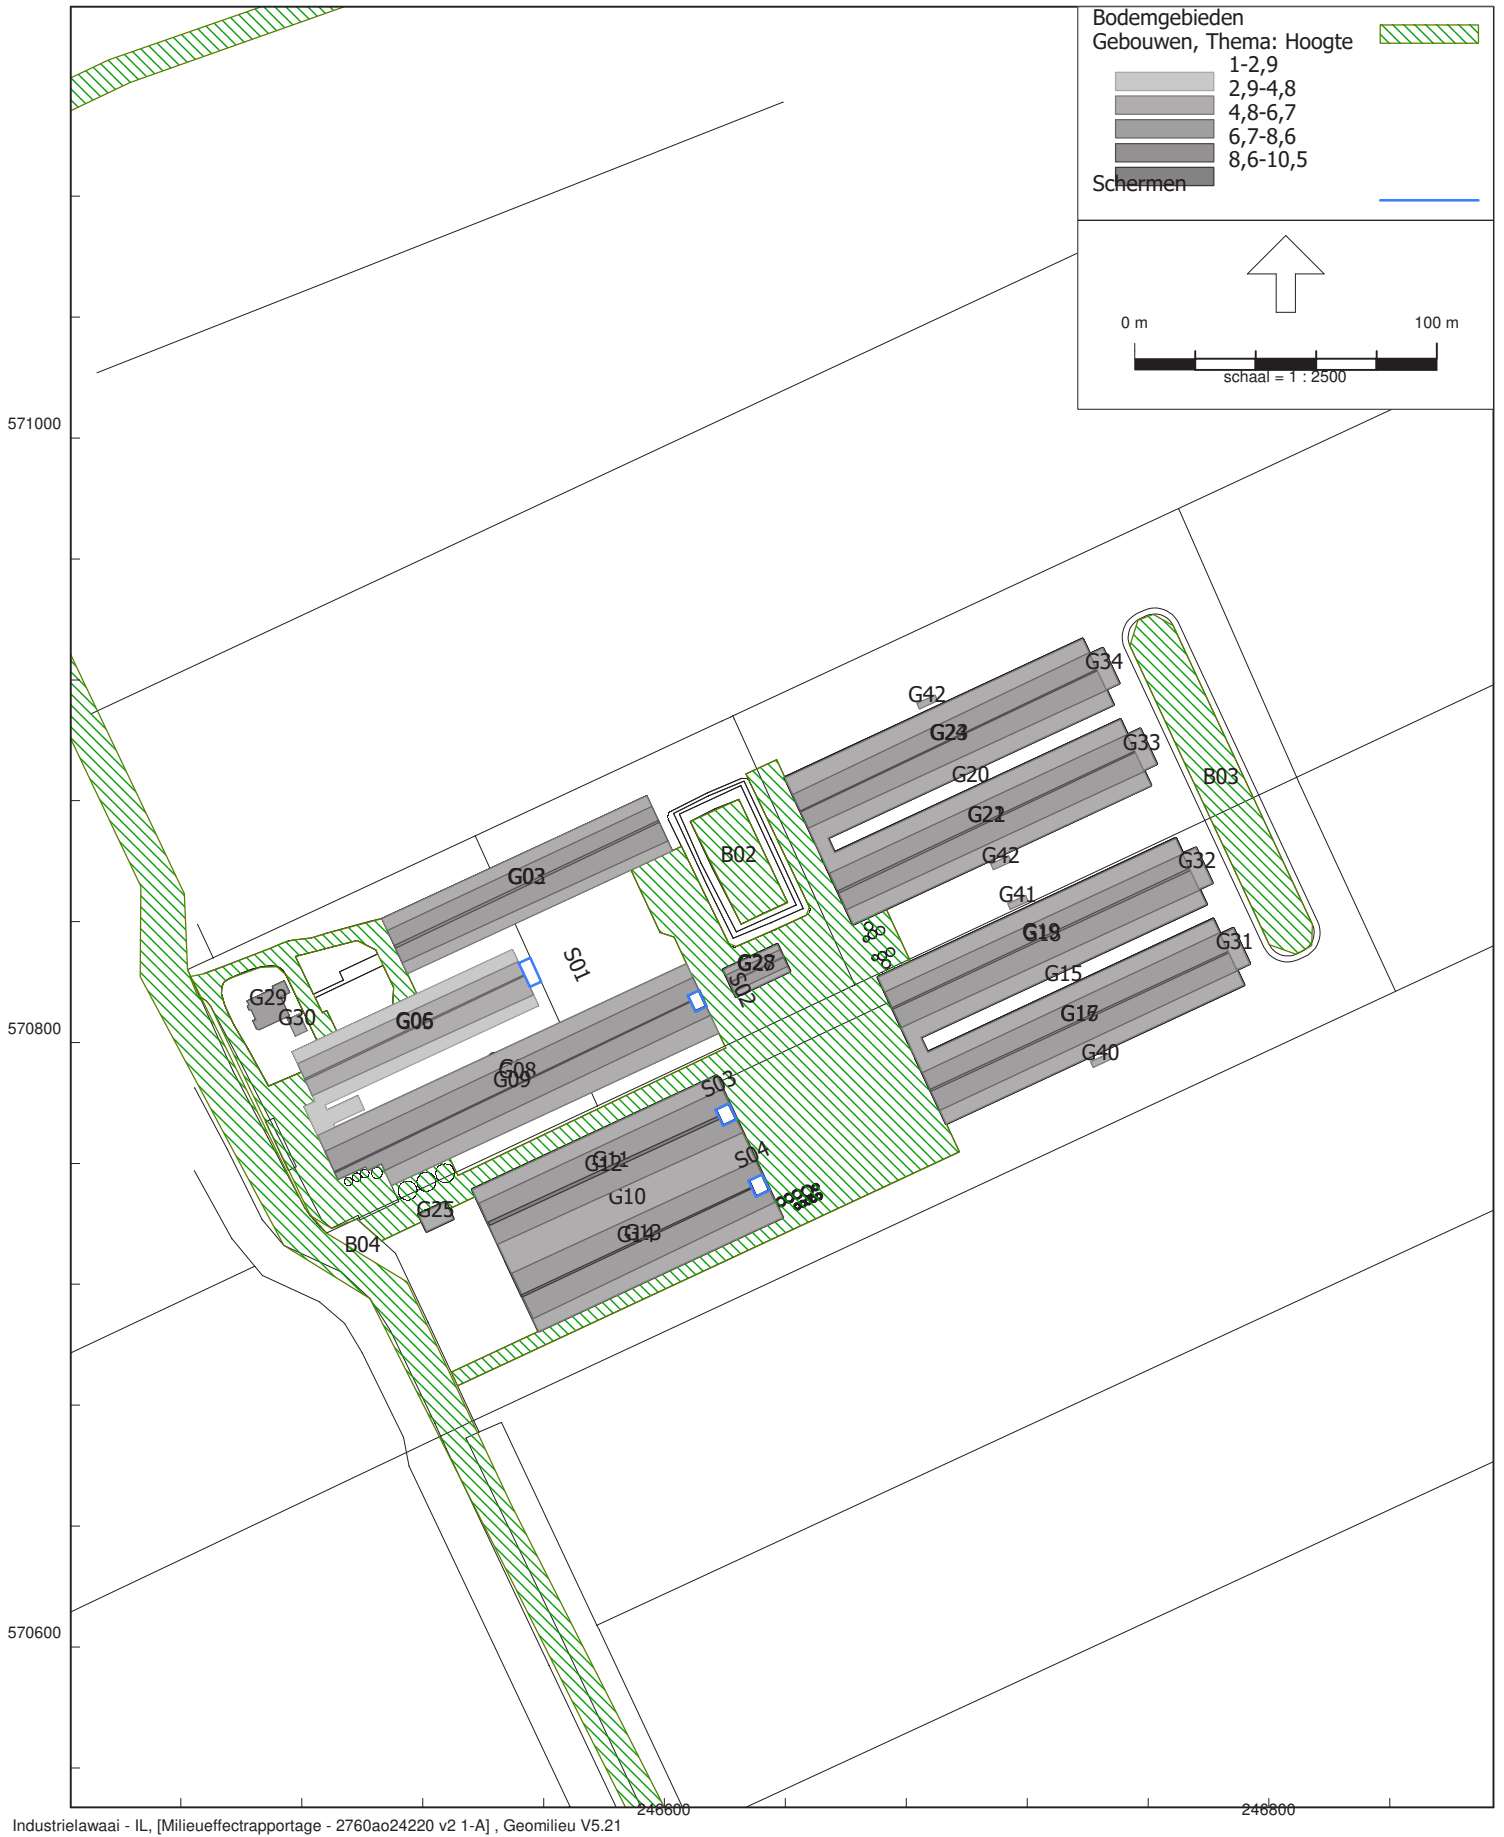 Bodemgebieden
Gebouwen, Thema: Hoogte
1-2,9
2,9-4,8
4,8-6,7
6,7-8,6
8,6-10,5
Schermen
0 m 100 m
schaal = 1 : 2500
571000
G34
G42
G33
G20
B03
B02
G42
G32
G41
G31
S01
G15
S02
G29
570800
G30
G06
G40
G08
G09
S03
S04
G11
G12
G10
G25
B04
570600
246600 246800
Industrielawaai - IL, [Milieueffectrapportage - 2760ao24220 v2 1-A] , Geomilieu V5.21